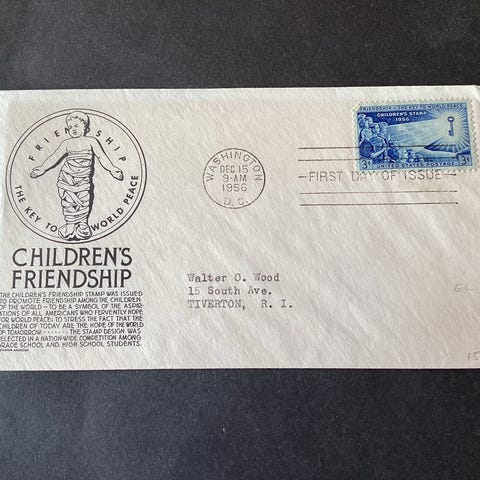 FRIENDSHIP
THE KEY TO WORLD PEACE
CHILDREN'S
FRIENDSHIP
THE CHILDREN'S FRIENDSHIP STAMP WAS ISSUED
TO PROMOTE FRIENDSHIP AMONG THE CHILDREN
OF THE WORLD — TO BE A SYMBOL OF THE ASPIR-
ATIONS OF ALL AMERICANS WHO FERVENTLY HOPE
FOR WORLD PEACE: TO STRESS THE FACT THAT THE
CHILDREN OF TODAY ARE THE HOPE OF THE WORLD
OF TOMORROW ······· THE STAMP DESIGN WAS
SELECTED IN A NATION-WIDE COMPETITION AMONG
GRADE SCHOOL AND HIGH SCHOOL STUDENTS.
WASHINGTON
DEC 15
9-AM
1956
D. C.
FIRST DAY OF ISSUE
FRIENDSHIP - THE KEY TO WORLD PEACE
CHILDREN'S STAMP
1956
3¢ 3¢
UNITED STATES POSTAGE
Walter O. Wood
15 South Ave.
TIVERTON, R. I.